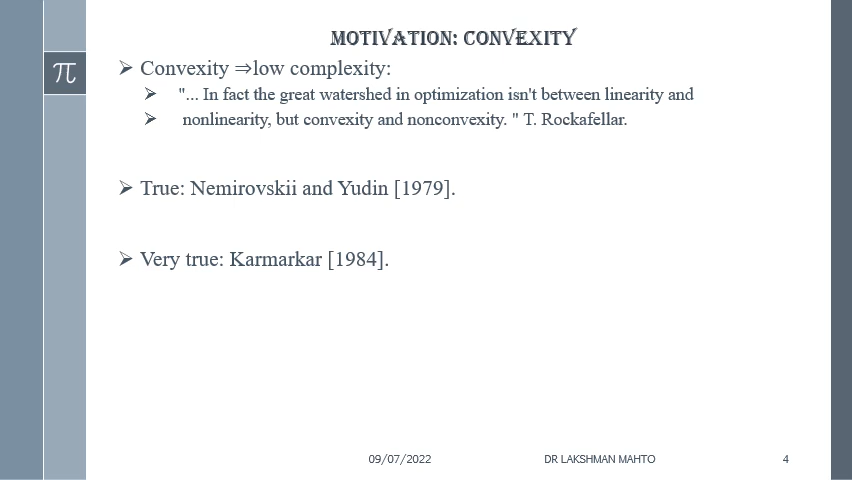 MOTIVATION: CONVEXITY
π
➢ Convexity ⇒low complexity:
➢ "... In fact the great watershed in optimization isn't between linearity and
➢ nonlinearity, but convexity and nonconvexity. " T. Rockafellar.
➢ True: Nemirovskii and Yudin [1979].
➢ Very true: Karmarkar [1984].
09/07/2022 DR LAKSHMAN MAHTO 4